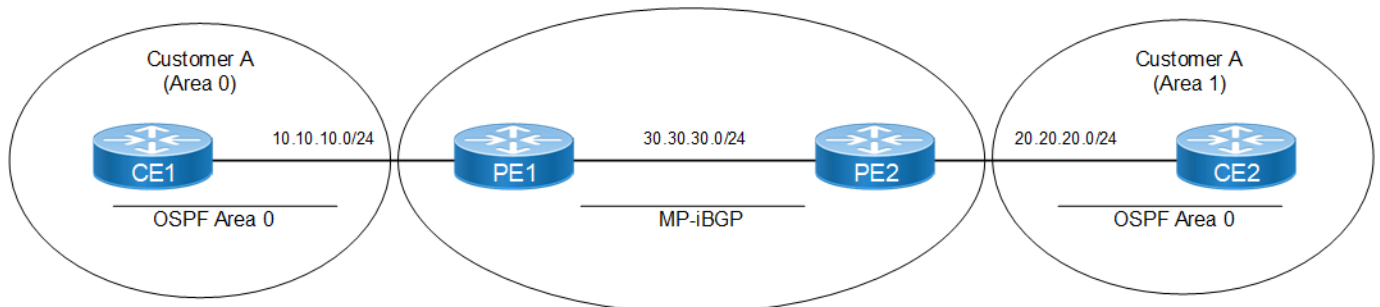 Customer A
(Area 0)
Customer A
(Area 1)
10.10.10.0/24
30.30.30.0/24
20.20.20.0/24
CE1
PE1
PE2
CE2
OSPF Area 0
MP-iBGP
OSPF Area 0